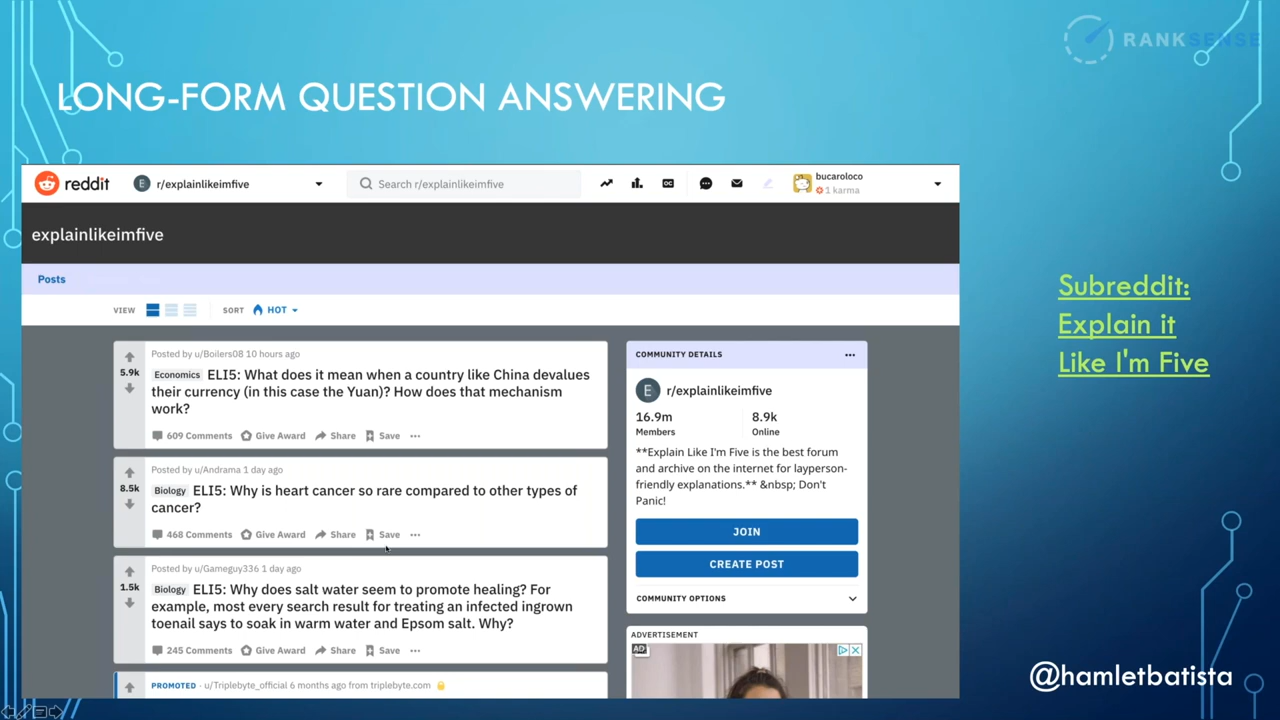 RANKSENSE
LONG-FORM QUESTION ANSWERING
reddit
E
r/explainlikeimfive
Search r/explainlikeimfive
OC
bucaroloco
1 karma
explainlikeimfive
Posts
VIEW
SORT
HOT
Posted by u/Boilers08 10 hours ago
5.9k
Economics ELI5: What does it mean when a country like China devalues
their currency (in this case the Yuan)? How does that mechanism
work?
609 Comments Give Award Share Save
Posted by u/Andrama 1 day ago
8.5k
Biology ELI5: Why is heart cancer so rare compared to other types of
cancer?
468 Comments Give Award Share Save
Posted by u/Gameguy336 1 day ago
1.5k
Biology ELI5: Why does salt water seem to promote healing? For
example, most every search result for treating an infected ingrown
toenail says to soak in warm water and Epsom salt. Why?
245 Comments Give Award Share Save
PROMOTED · u/Triplebyte_official 6 months ago from triplebyte.com
COMMUNITY DETAILS
E
r/explainlikeimfive
16.9m 8.9k
Members Online
**Explain Like I'm Five is the best forum
and archive on the internet for layperson-
friendly explanations.** &nbsp; Don't
Panic!
JOIN
CREATE POST
COMMUNITY OPTIONS
ADVERTISEMENT
AD
Subreddit:
Explain it
Like I'm Five
@hamletbatista